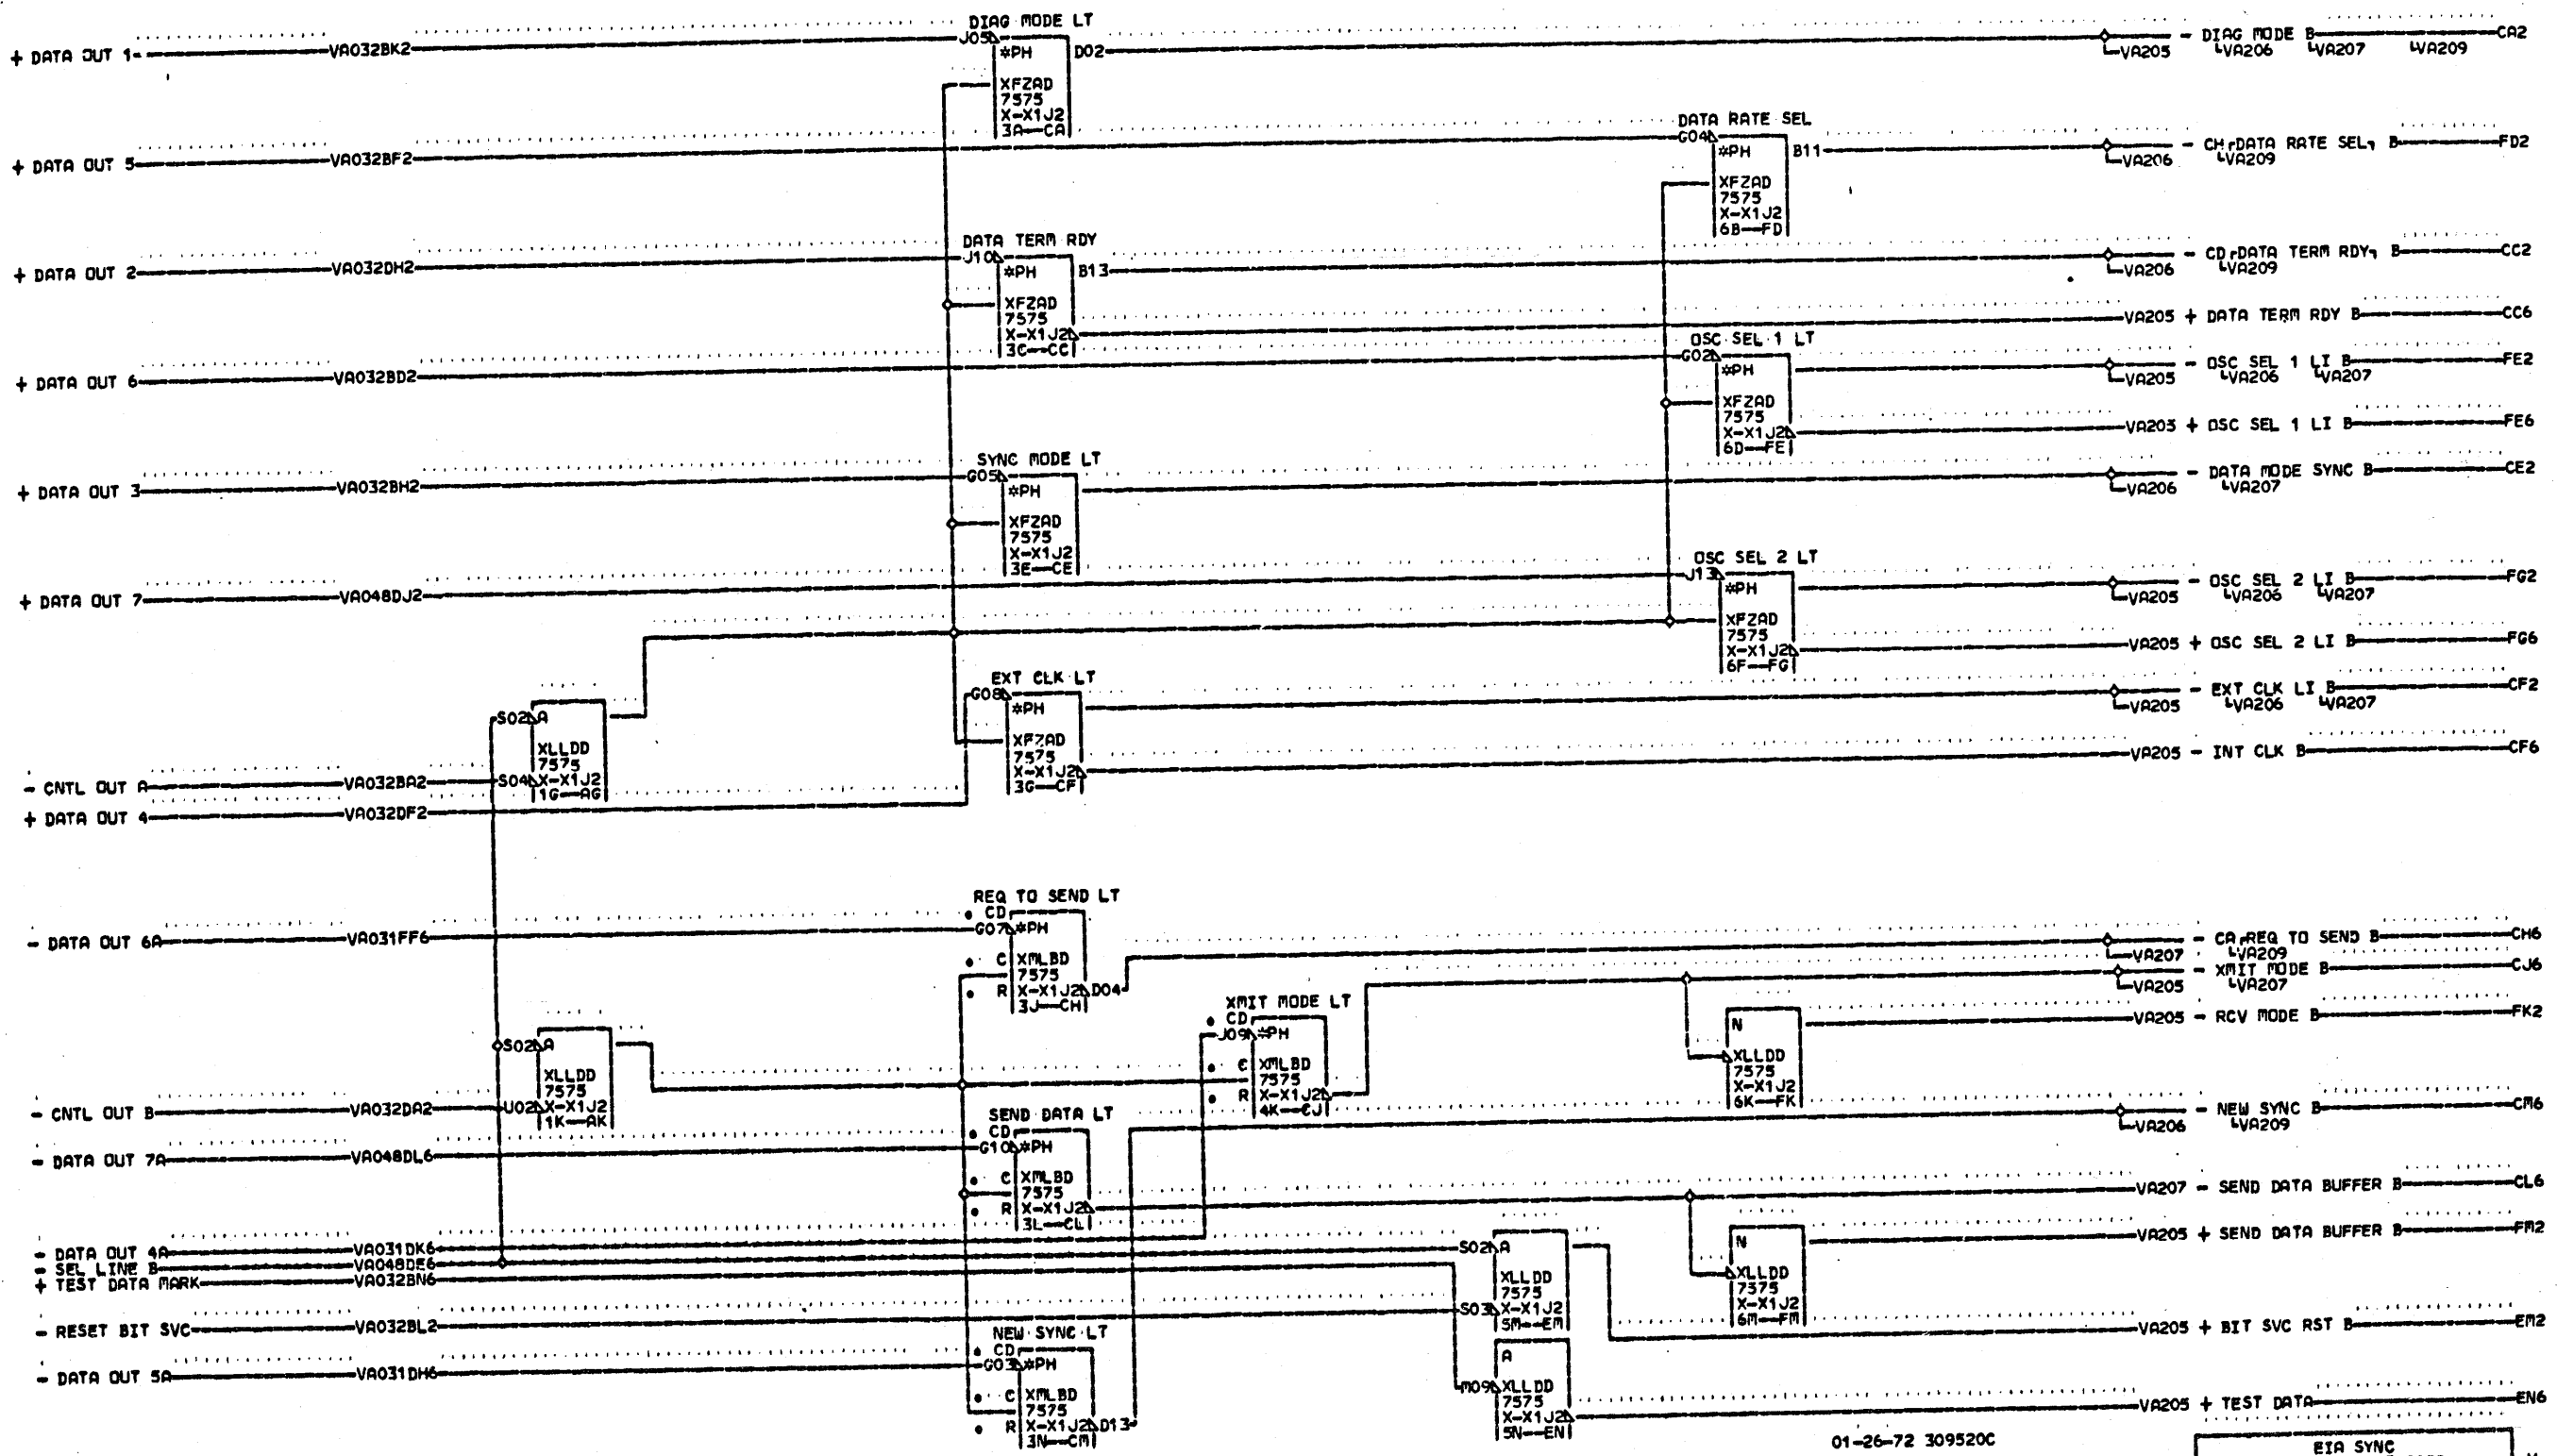 DIAG MODE LT
+ DATA OUT 1 VA032BK2 J05 *PH D02 - DIAG MODE B CA2
VA205 VA206 VA207 VA209
XFZAD
7575
X-X1J2
3A CA
DATA RATE SEL
+ DATA OUT 5 VA032BF2 G04 *PH B11 - CH DATA RATE SEL, B FD2
VA206 VA209
XFZAD
7575
X-X1J2
6B FD
DATA TERM RDY
+ DATA OUT 2 VA032DH2 J10 *PH B13 - CD DATA TERM RDY, B CC2
VA206 VA209
XFZAD
7575
X-X1J2 VA205 + DATA TERM RDY B CC6
3C CC
OSC SEL 1 LT
+ DATA OUT 6 VA032BD2 G02 *PH - OSC SEL 1 LI B FE2
VA205 VA206 VA207
XFZAD
7575
X-X1J2 VA203 + OSC SEL 1 LI B FE6
6D FE
SYNC MODE LT
+ DATA OUT 3 VA032BH2 G05 *PH - DATA MODE SYNC B CE2
VA206 VA207
XFZAD
7575
X-X1J2
3E CE
OSC SEL 2 LT
+ DATA OUT 7 VA048DJ2 J13 *PH - OSC SEL 2 LI B FG2
VA205 VA206 VA207
XFZAD
7575
X-X1J2 VA205 + OSC SEL 2 LI B FG6
6F FG
EXT CLK LT
G08 *PH - EXT CLK LI B CF2
VA205 VA206 VA207
S02 A
XLLDD XFZAD
7575 7575
X-X1J2 VA205 - INT CLK B CF6
- CNTL OUT A VA032BA2 S04 X-X1J2
1G AG 3G CF
+ DATA OUT 4 VA032DF2
REQ TO SEND LT
CD
- DATA OUT 6A VA031FF6 G07 *PH - CA REQ TO SEND B CH6
VA207 VA209
C XMLBD
7575 - XMIT MODE B CJ6
VA205 VA207
R X-X1J2 D04
3J CH
XMIT MODE LT
CD
J09 *PH N VA205 - RCV MODE B FK2
S02 A
C XMLBD XLLDD
XLLDD 7575 7575
7575 R X-X1J2 X-X1J2
4K CJ 6K FK
- CNTL OUT B VA032DA2 U02 X-X1J2 - NEW SYNC B CM6
1K AK VA206 VA209
SEND DATA LT
CD
- DATA OUT 7A VA048DL6 G10 *PH
C XMLBD
7575 VA207 - SEND DATA BUFFER B CL6
R X-X1J2
3L CL
N VA205 + SEND DATA BUFFER B FM2
- DATA OUT 4A VA031DK6 S02 A
- SEL LINE B VA048DE6
+ TEST DATA MARK VA032BN6
XLLDD XLLDD
7575 7575
X-X1J2
6M FM
- RESET BIT SVC VA032BL2 S03 X-X1J2
5M EM VA205 + BIT SVC RST B EM2
NEW SYNC LT
CD
- DATA OUT 5A VA031DH6 G03 *PH A
C XMLBD M09 XLLDD
7575 7575
R X-X1J2 D13 X-X1J2 VA205 + TEST DATA EN6
3N CM 5N EN
01-26-72 309520C
EIA SYNC